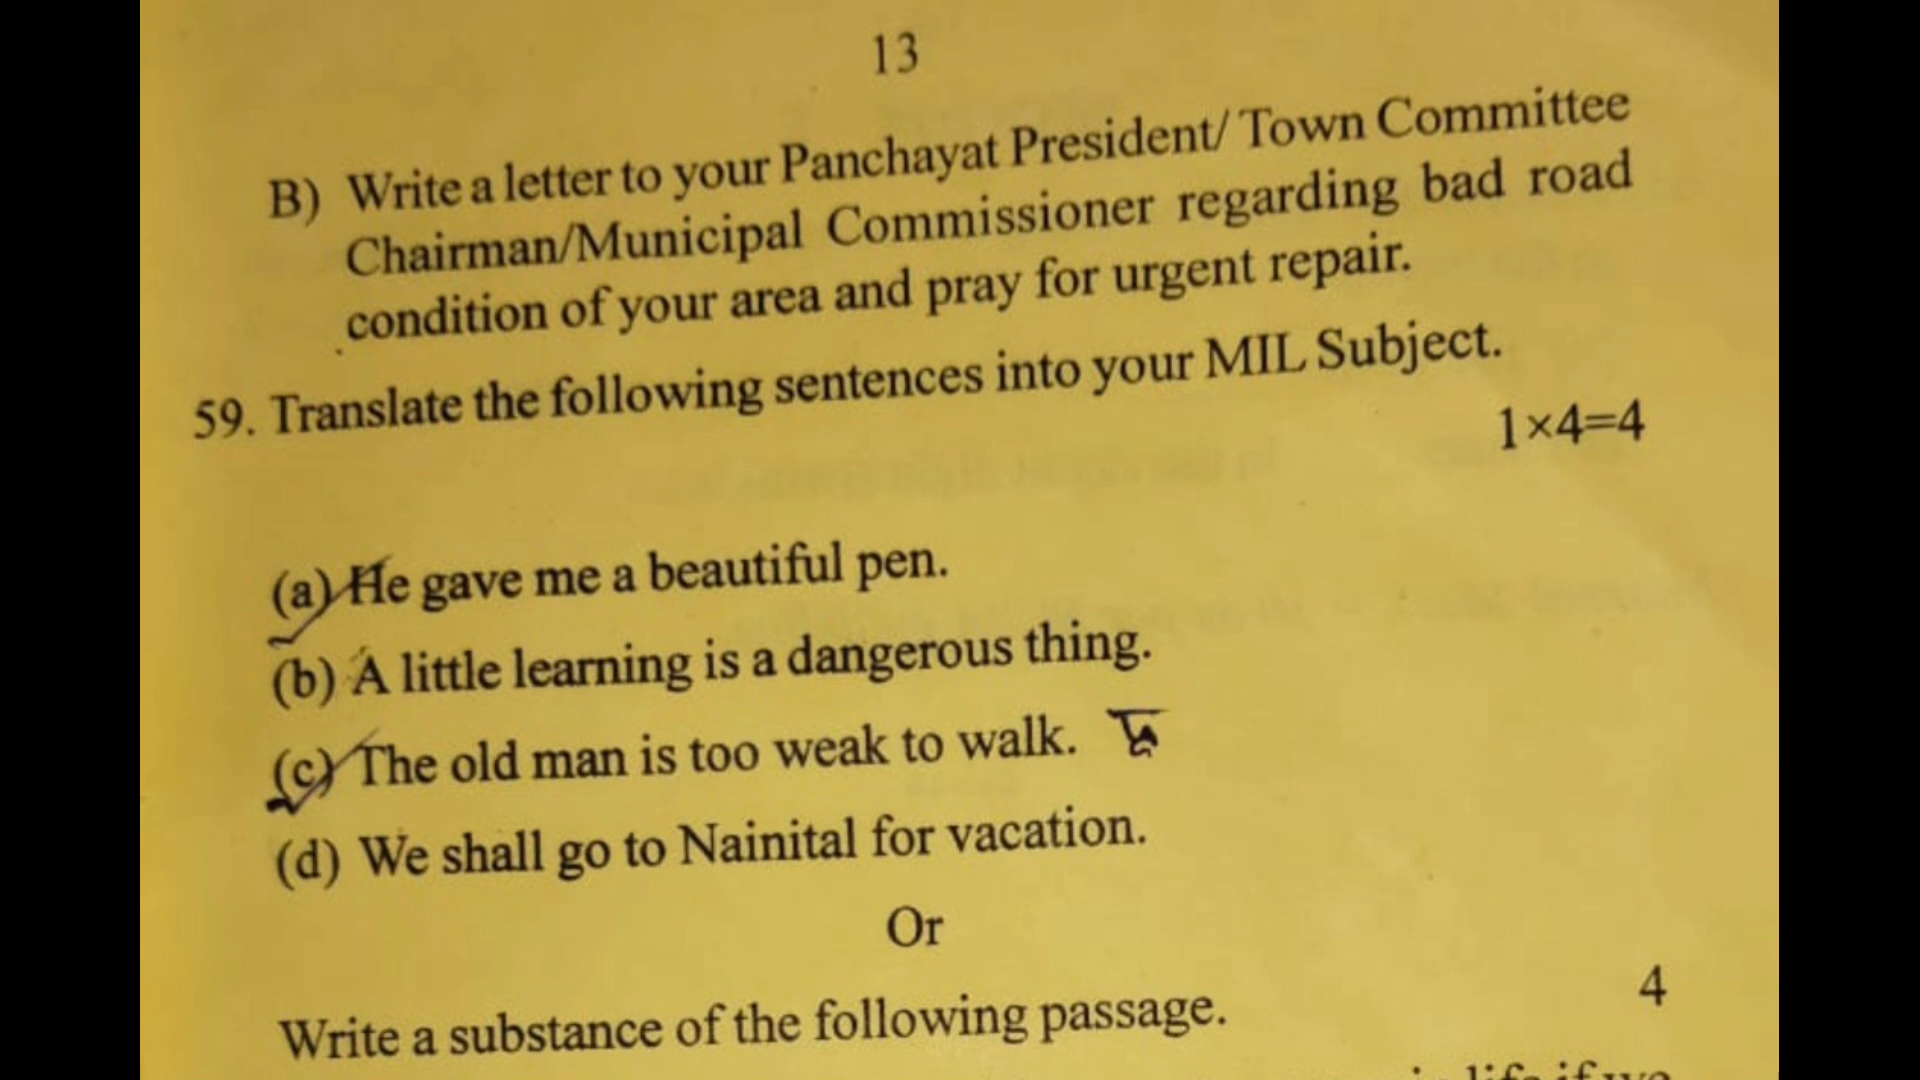 13
B) Write a letter to your Panchayat President/ Town Committee
Chairman/Municipal Commissioner regarding bad road
condition of your area and pray for urgent repair.
59. Translate the following sentences into your MIL Subject.
1×4=4
(a) He gave me a beautiful pen.
(b) A little learning is a dangerous thing.
(c) The old man is too weak to walk.
(d) We shall go to Nainital for vacation.
Or
Write a substance of the following passage. 4
life if we